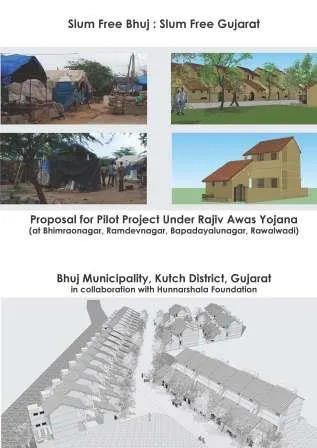 Slum Free Bhuj : Slum Free Gujarat
Proposal for Pilot Project Under Rajiv Awas Yojana
(at Bhimraonagar, Ramdevnagar, Bapadayalunagar, Rawalwadi)
Bhuj Municipality, Kutch District, Gujarat
in collaboration with Hunnarshala Foundation